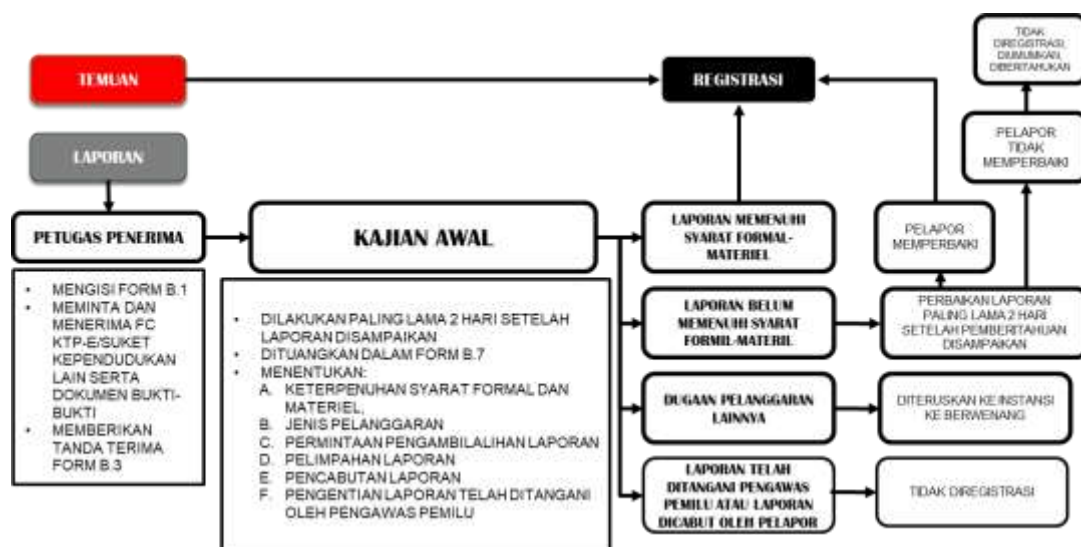 TEMUAN
REGISTRASI
TIDAK
DIREGISTRASI,
DIUMUMKAN,
DIBERITAHUKAN
LAPORAN
PELAPOR
TIDAK
MEMPERBAIKI
PETUGAS PENERIMA
KAJIAN AWAL
LAPORAN MEMENUHI
SYARAT FORMAL-
MATERIEL
PELAPOR
MEMPERBAIKI
• MENGISI FORM B.1
• MEMINTA DAN
MENERIMA FC
KTP-E/SUKET
KEPENDUDUKAN
LAIN SERTA
DOKUMEN BUKTI-
BUKTI
• MEMBERIKAN
TANDA TERIMA
FORM B.3
• DILAKUKAN PALING LAMA 2 HARI SETELAH
LAPORAN DISAMPAIKAN
• DITUANGKAN DALAM FORM B.7
• MENENTUKAN:
A. KETERPENUHAN SYARAT FORMAL DAN
MATERIEL,
B. JENIS PELANGGARAN
C. PERMINTAAN PENGAMBILALIHAN LAPORAN
D. PELIMPAHAN LAPORAN
E. PENCABUTAN LAPORAN
F. PENGENTIAN LAPORAN TELAH DITANGANI
OLEH PENGAWAS PEMILU
LAPORAN BELUM
MEMENUHI SYARAT
FORMIL-MATERIL
PERBAIKAN LAPORAN
PALING LAMA 2 HARI
SETELAH PEMBERITAHUAN
DISAMPAIKAN
DUGAAN PELANGGARAN
LAINNYA
DITERUSKAN KE INSTANSI
KE BERWENANG
LAPORAN TELAH
DITANGANI PENGAWAS
PEMILU ATAU LAPORAN
DICABUT OLEH PELAPOR
TIDAK DIREGISTRASI